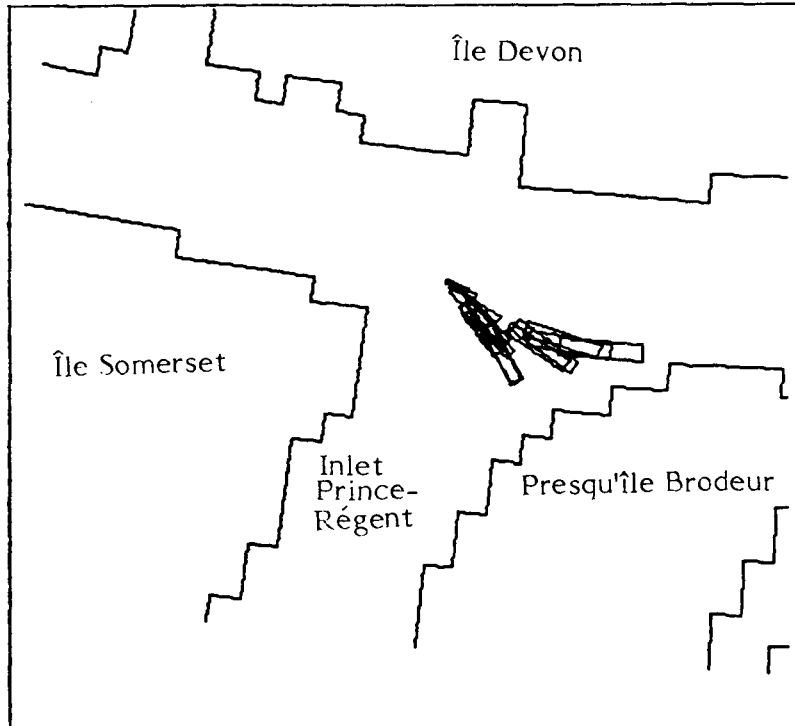 Île Devon
Île Somerset
Inlet
Prince-
Régent
Presqu'île Brodeur